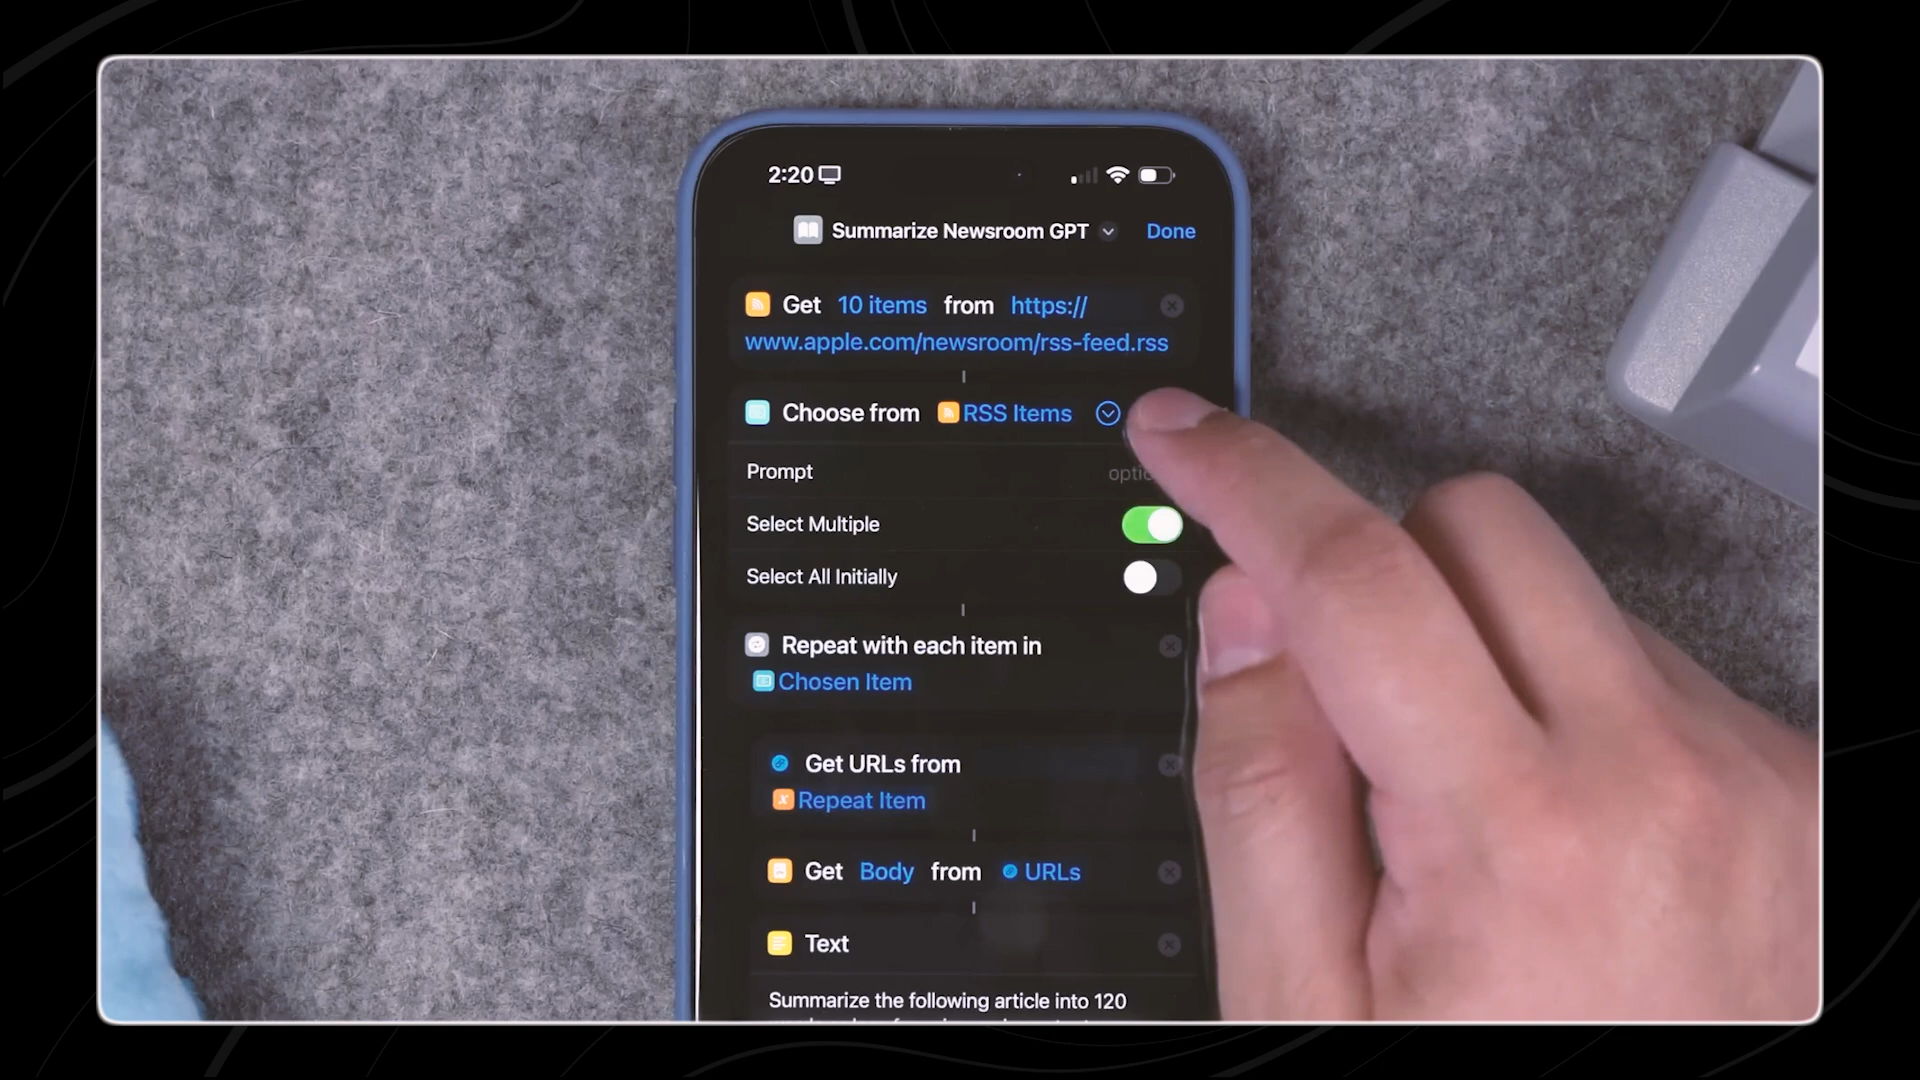 2:20
Summarize Newsroom GPT
Done
Get 10 items from https://
www.apple.com/newsroom/rss-feed.rss
Choose from RSS Items
Prompt
Select Multiple
Select All Initially
Repeat with each item in
Chosen Item
Get URLs from
Repeat Item
Get Body from URLs
Text
Summarize the following article into 120